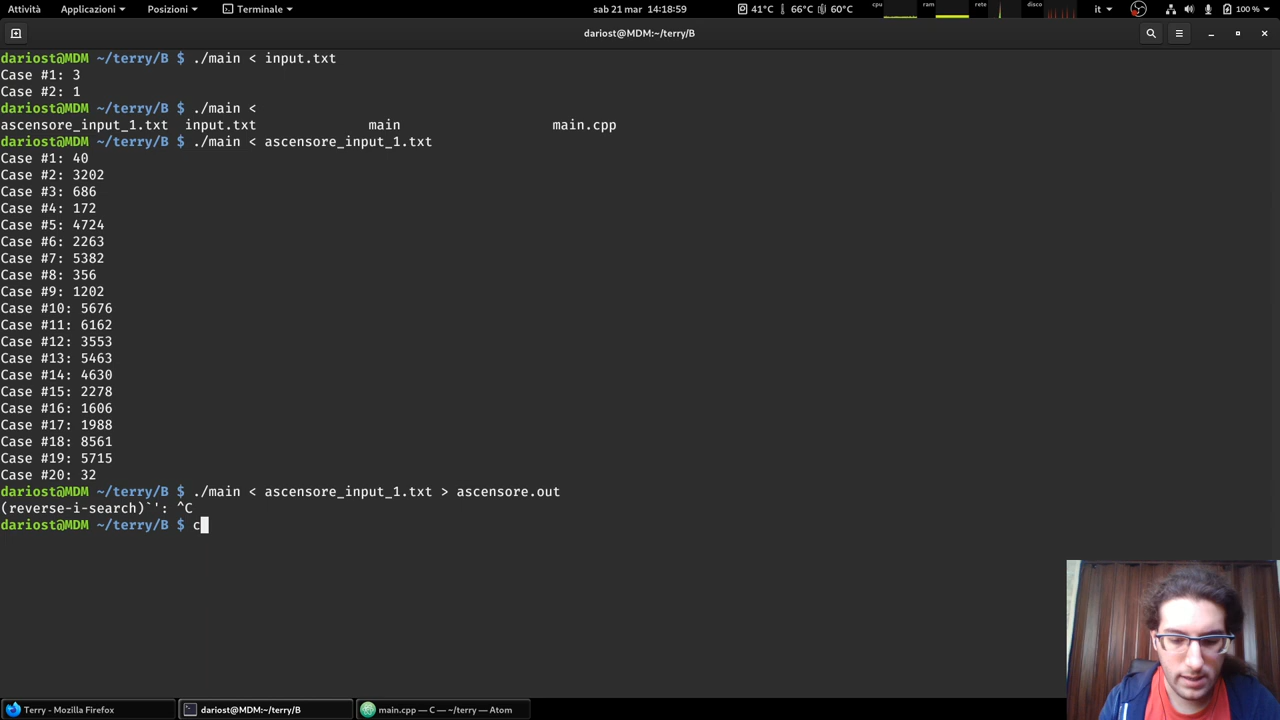 Attività Applicazioni Posizioni Terminale sab 21 mar 14:18:59 41°C 66°C 60°C cpu ram rete disco it 100 %
dariost@MDM:~/terry/B
dariost@MDM ~/terry/B $ ./main < input.txt
Case #1: 3
Case #2: 1
dariost@MDM ~/terry/B $ ./main <
ascensore_input_1.txt input.txt main main.cpp
dariost@MDM ~/terry/B $ ./main < ascensore_input_1.txt
Case #1: 40
Case #2: 3202
Case #3: 686
Case #4: 172
Case #5: 4724
Case #6: 2263
Case #7: 5382
Case #8: 356
Case #9: 1202
Case #10: 5676
Case #11: 6162
Case #12: 3553
Case #13: 5463
Case #14: 4630
Case #15: 2278
Case #16: 1606
Case #17: 1988
Case #18: 8561
Case #19: 5715
Case #20: 32
dariost@MDM ~/terry/B $ ./main < ascensore_input_1.txt > ascensore.out
(reverse-i-search)`': ^C
dariost@MDM ~/terry/B $ c
Terry - Mozilla Firefox dariost@MDM:~/terry/B main.cpp — C — ~/terry — Atom